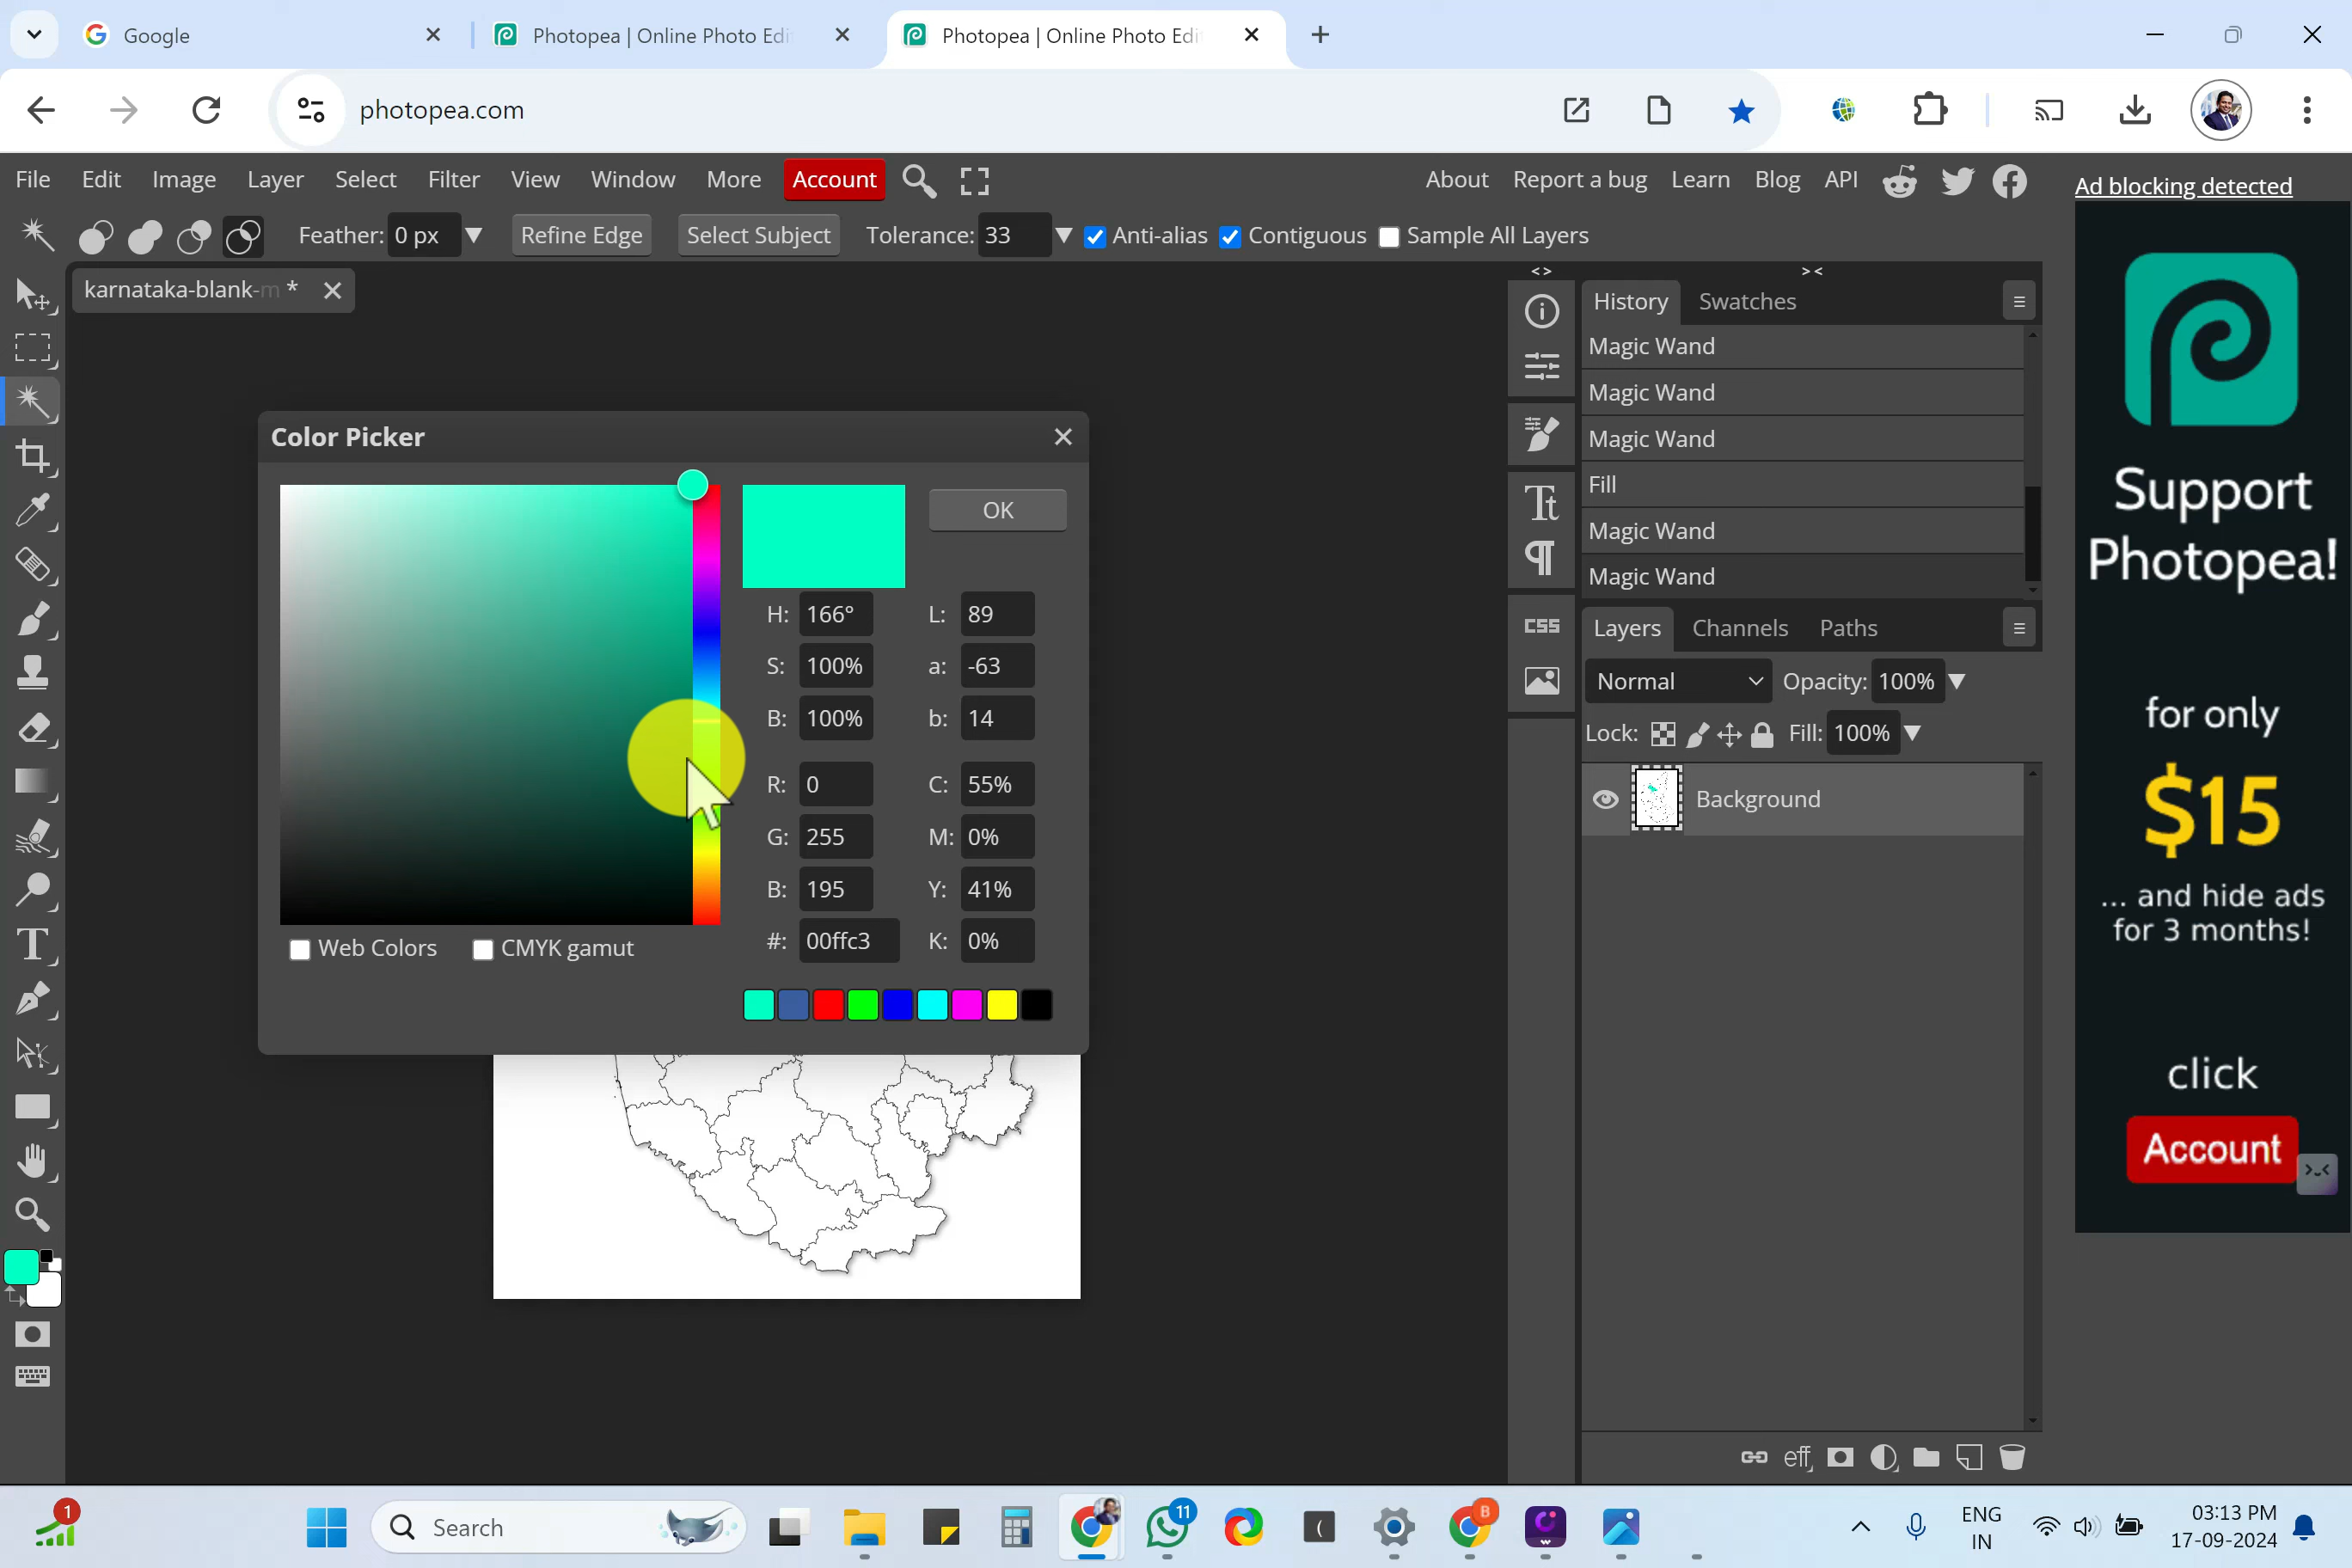 Google
Photopea | Online Photo Edi
Photopea | Online Photo Edi
photopea.com
File Edit Image Layer Select Filter View Window More Account
About Report a bug Learn Blog API
Ad blocking detected
Feather: 0 px Refine Edge Select Subject Tolerance: 33 Anti-alias Contiguous Sample All Layers
karnataka-blank-m *
< >
> <
History Swatches
Magic Wand
Magic Wand
Magic Wand
Fill
Magic Wand
Magic Wand
CSS
Layers Channels Paths
Normal Opacity: 100%
Lock: Fill: 100%
Background
eff
Color Picker
OK
H: 166° L: 89
S: 100% a: -63
B: 100% b: 14
R: 0 C: 55%
G: 255 M: 0%
B: 195 Y: 41%
#: 00ffc3 K: 0%
Web Colors CMYK gamut
Support
Photopea!
for only
$15
... and hide ads
for 3 months!
click
Account
1
Search
11
B
ENG
IN
03:13 PM
17-09-2024